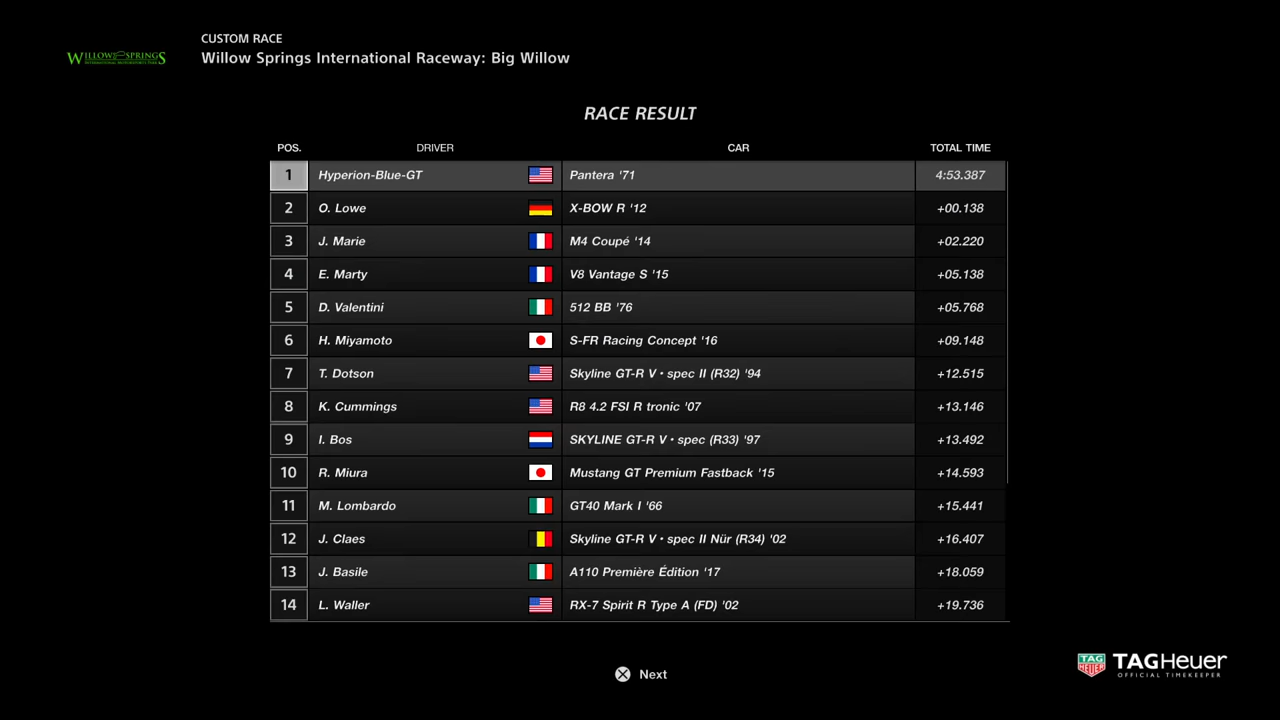 CUSTOM RACE
WILLOW SPRINGS
Willow Springs International Raceway: Big Willow
RACE RESULT
POS. DRIVER CAR TOTAL TIME
1 Hyperion-Blue-GT Pantera '71 4:53.387
2 O. Lowe X-BOW R '12 +00.138
3 J. Marie M4 Coupé '14 +02.220
4 E. Marty V8 Vantage S '15 +05.138
5 D. Valentini 512 BB '76 +05.768
6 H. Miyamoto S-FR Racing Concept '16 +09.148
7 T. Dotson Skyline GT-R V・spec II (R32) '94 +12.515
8 K. Cummings R8 4.2 FSI R tronic '07 +13.146
9 I. Bos SKYLINE GT-R V・spec (R33) '97 +13.492
10 R. Miura Mustang GT Premium Fastback '15 +14.593
11 M. Lombardo GT40 Mark I '66 +15.441
12 J. Claes Skyline GT-R V・spec II Nür (R34) '02 +16.407
13 J. Basile A110 Première Édition '17 +18.059
14 L. Waller RX-7 Spirit R Type A (FD) '02 +19.736
Next
TAG HEUER TAGHeuer
OFFICIAL TIMEKEEPER